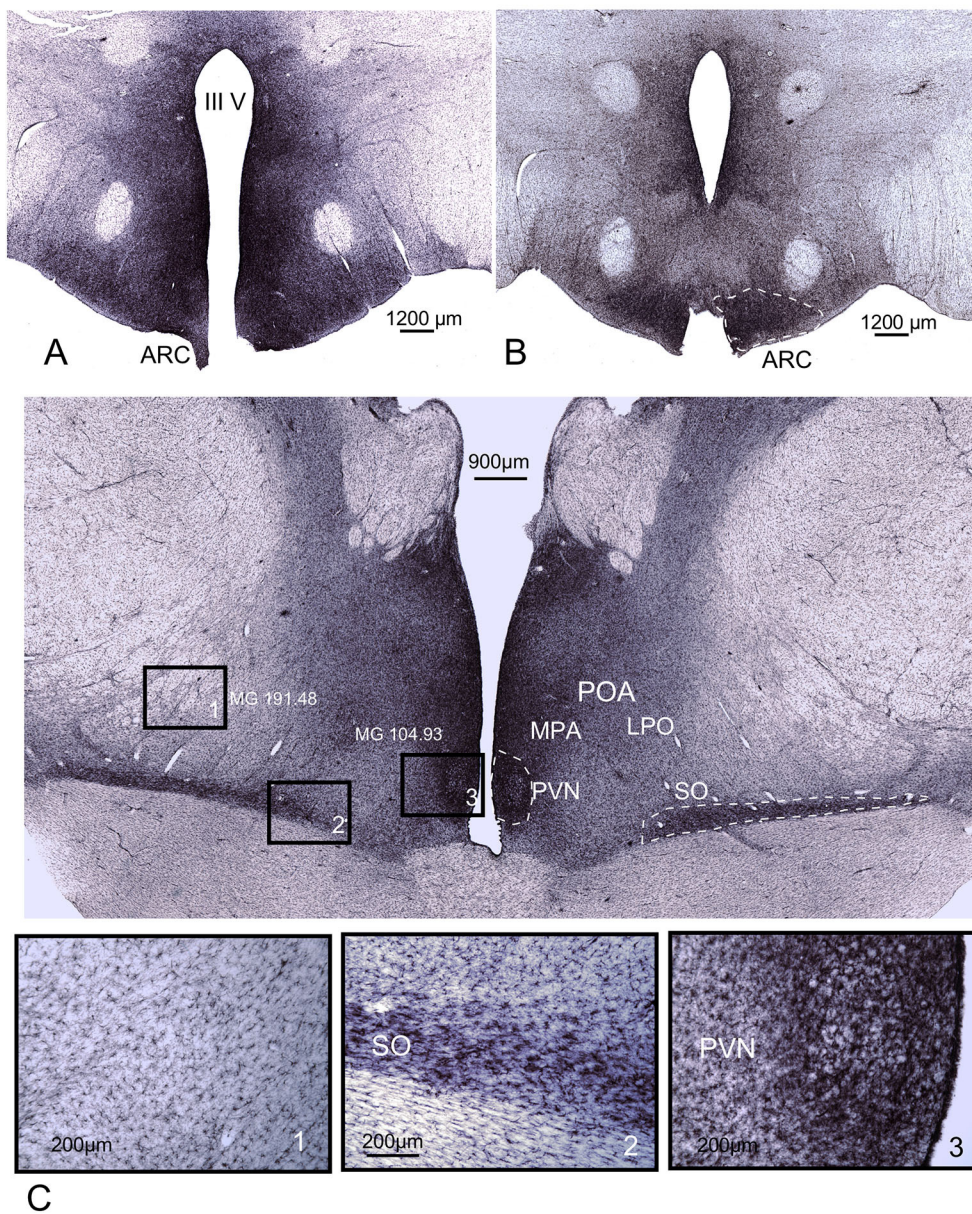 III V
1200 µm
A
ARC
1200 µm
B
ARC
900µm
1
MG 191.48
POA
MG 104.93
MPA
LPO
3
PVN
SO
2
SO
PVN
200µm
1
200µm
2
200µm
3
C